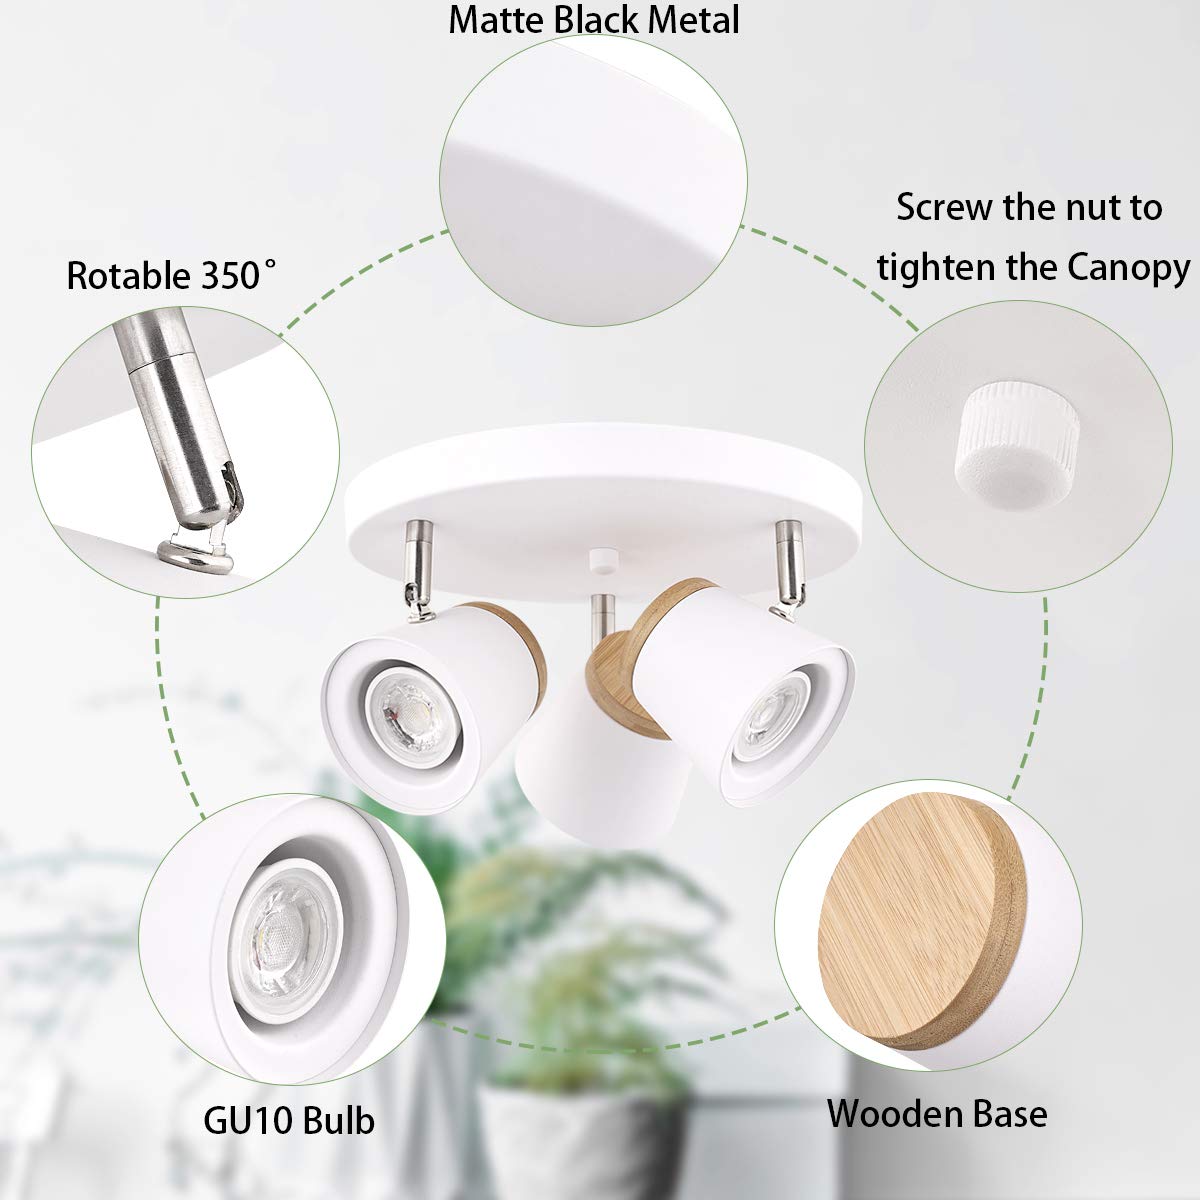 Matte Black Metal
Screw the nut to
tighten the Canopy
Rotable 350°
GU10 Bulb
Wooden Base